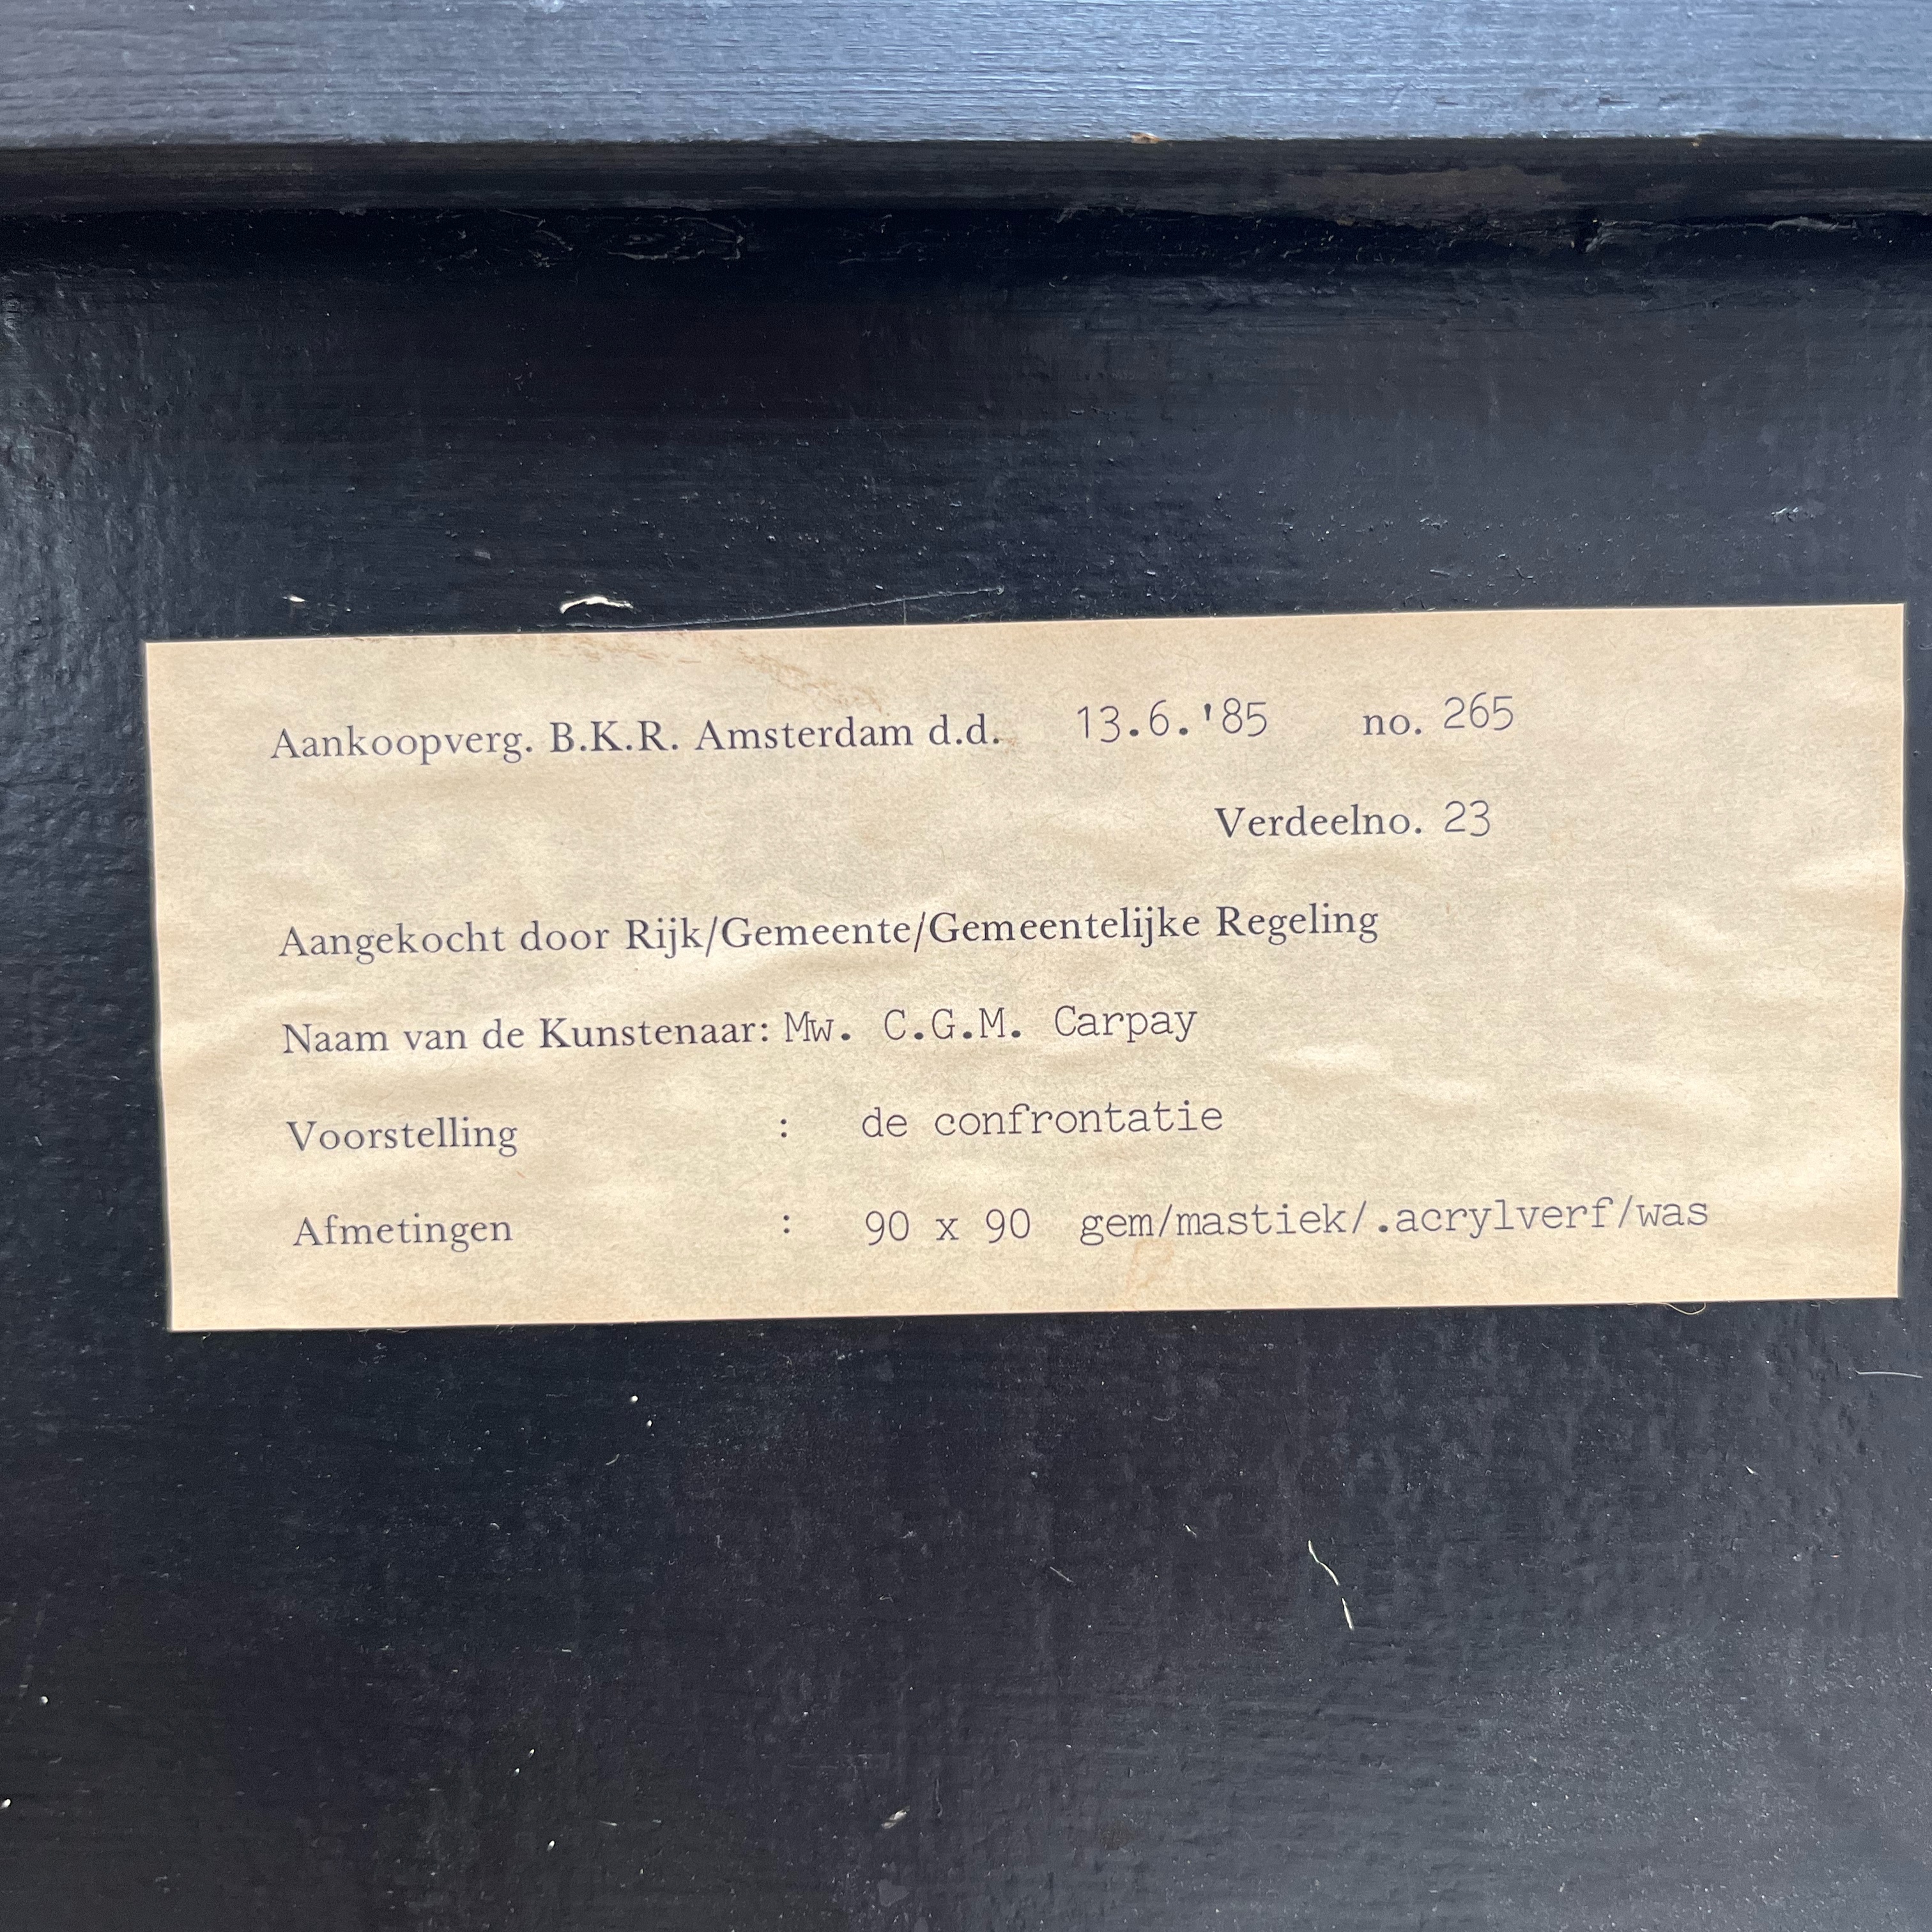 Aankoopverg. B.K.R. Amsterdam d.d. 13.6.'85 no. 265
Verdeelno. 23
Aangekocht door Rijk/Gemeente/Gemeentelijke Regeling
Naam van de Kunstenaar: Mw. C.G.M. Carpay
Voorstelling : de confrontatie
Afmetingen : 90 x 90 gem/mastiek/.acrylverf/was